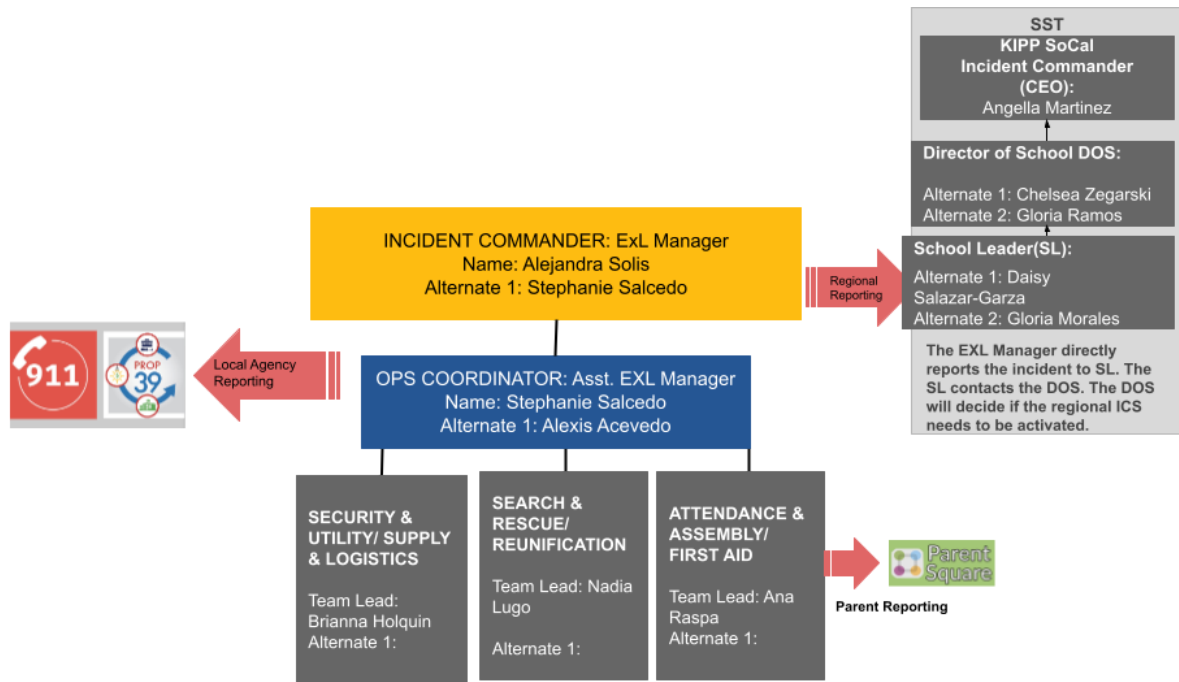 SST
KIPP SoCal
Incident Commander
(CEO):
Angella Martinez
Director of School DOS:
Alternate 1: Chelsea Zegarski
Alternate 2: Gloria Ramos
School Leader(SL):
Alternate 1: Daisy
Salazar-Garza
Alternate 2: Gloria Morales
The EXL Manager directly
reports the incident to SL. The
SL contacts the DOS. The DOS
will decide if the regional ICS
needs to be activated.
INCIDENT COMMANDER: ExL Manager
Name: Alejandra Solis
Alternate 1: Stephanie Salcedo
Regional
Reporting
911
PROP
39
Local Agency
Reporting
OPS COORDINATOR: Asst. EXL Manager
Name: Stephanie Salcedo
Alternate 1: Alexis Acevedo
SECURITY &
UTILITY/ SUPPLY
& LOGISTICS
Team Lead:
Brianna Holquin
Alternate 1:
SEARCH &
RESCUE/
REUNIFICATION
Team Lead: Nadia
Lugo
Alternate 1:
ATTENDANCE &
ASSEMBLY/
FIRST AID
Team Lead: Ana
Raspa
Alternate 1:
Parent
Square
Parent Reporting